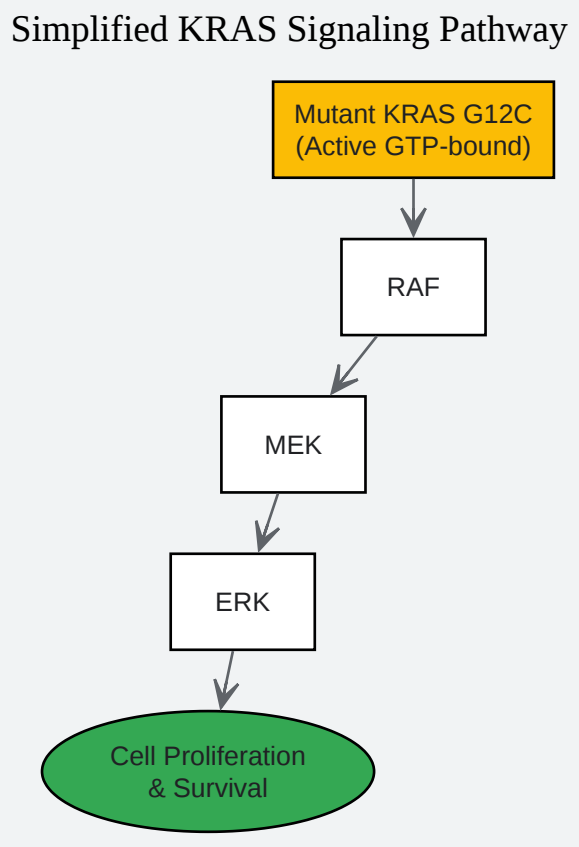 Simplified KRAS Signaling Pathway
Mutant KRAS G12C
(Active GTP-bound)
RAF
MEK
ERK
Cell Proliferation
& Survival